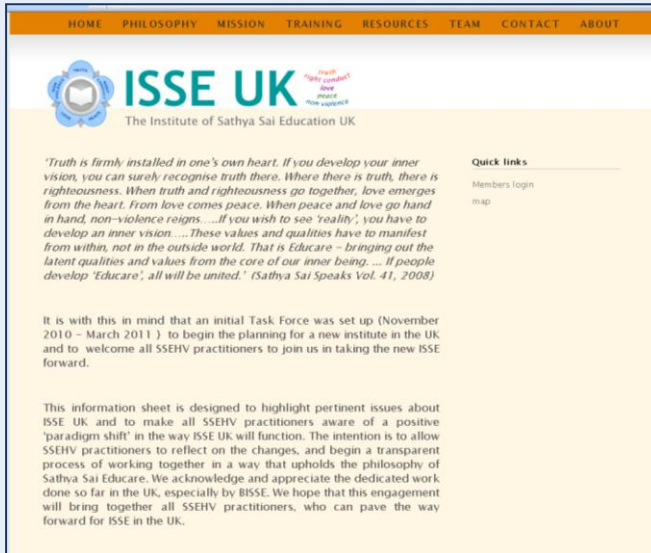 HOME PHILOSOPHY MISSION TRAINING RESOURCES TEAM CONTACT ABOUT
ISSE UK
truth
right conduct
love
peace
non violence
The Institute of Sathya Sai Education UK
'Truth is firmly installed in one's own heart. If you develop your inner
vision, you can surely recognise truth there. Where there is truth, there is
righteousness. When truth and righteousness go together, love emerges
from the heart. From love comes peace. When peace and love go hand
in hand, non-violence reigns.....If you wish to see 'reality', you have to
develop an inner vision.....These values and qualities have to manifest
from within, not in the outside world. That is Educare - bringing out the
latent qualities and values from the core of our inner being. ... If people
develop 'Educare', all will be united.' (Sathya Sai Speaks Vol. 41, 2008)
Quick links
Members login
map
It is with this in mind that an initial Task Force was set up (November
2010 - March 2011 ) to begin the planning for a new institute in the UK
and to welcome all SSEHV practitioners to join us in taking the new ISSE
forward.
This information sheet is designed to highlight pertinent issues about
ISSE UK and to make all SSEHV practitioners aware of a positive
'paradigm shift' in the way ISSE UK will function. The intention is to allow
SSEHV practitioners to reflect on the changes, and begin a transparent
process of working together in a way that upholds the philosophy of
Sathya Sai Educare. We acknowledge and appreciate the dedicated work
done so far in the UK, especially by BISSE. We hope that this engagement
will bring together all SSEHV practitioners, who can pave the way
forward for ISSE in the UK.